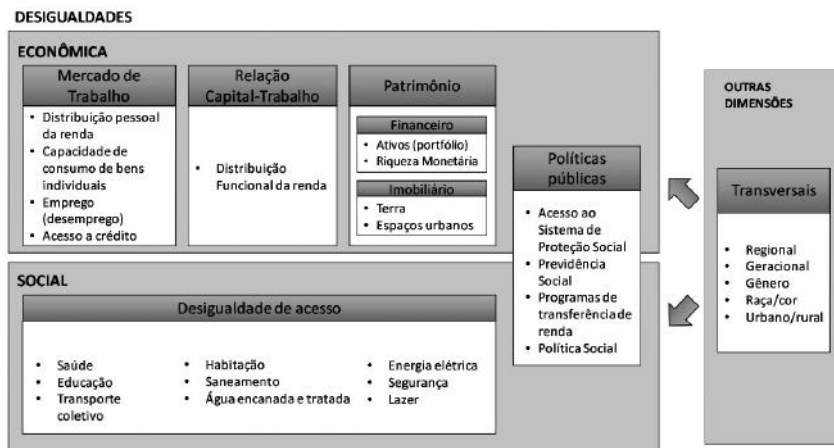 DESIGUALDADES
ECONÔMICA
Mercado de
Trabalho
• Distribuição pessoal
da renda
• Capacidade de
consumo de bens
individuais
• Emprego
(desemprego)
• Acesso a crédito
Relação
Capital-Trabalho
• Distribuição
Funcional da renda
Patrimônio
Financeiro
• Ativos (portfólio)
• Riqueza Monetária
Imobiliário
• Terra
• Espaços urbanos
Políticas
públicas
• Acesso ao
Sistema de
Proteção Social
• Previdência
Social
• Programas de
transferência de
renda
• Política Social
SOCIAL
Desigualdade de acesso
• Saúde
• Educação
• Transporte
coletivo
• Habitação
• Saneamento
• Água encanada e tratada
• Energia elétrica
• Segurança
• Lazer
OUTRAS
DIMENSÕES
Transversais
• Regional
• Geracional
• Gênero
• Raça/cor
• Urbano/rural